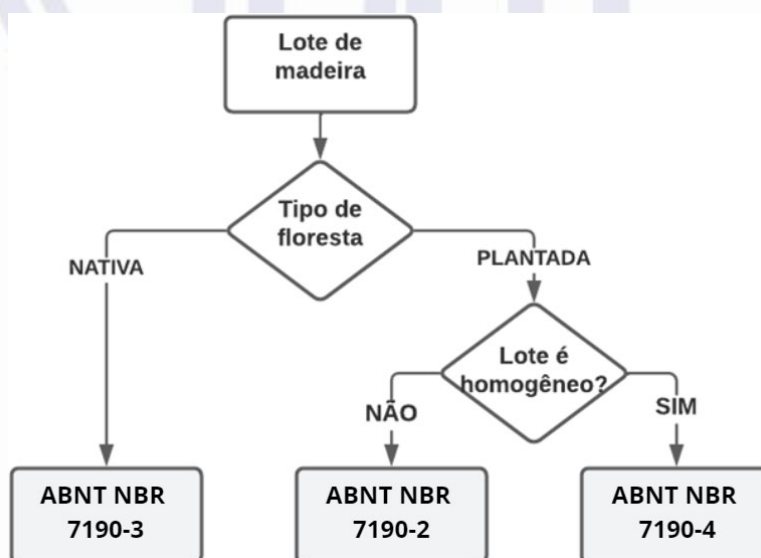 Lote de
madeira
Tipo de
floresta
NATIVA
PLANTADA
Lote é
homogêneo?
NÃO
SIM
ABNT NBR
7190-3
ABNT NBR
7190-2
ABNT NBR
7190-4